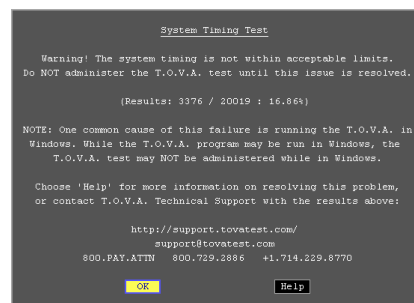 System Timing Test
Warning! The system timing is not within acceptable limits.
Do NOT administer the T.O.V.A. test until this issue is resolved.
(Results: 3376 / 20019 : 16.86%)
NOTE: One common cause of this failure is running the T.O.V.A. in
Windows. While the T.O.V.A. program may be run in Windows, the
T.O.V.A. test may NOT be administered while in Windows.
Choose 'Help' for more information on resolving this problem,
or contact T.O.V.A. Technical Support with the results above:
http://support.tovatest.com/
support@tovatest.com
800.PAY.ATTN 800.729.2886 +1.714.229.8770
OK Help